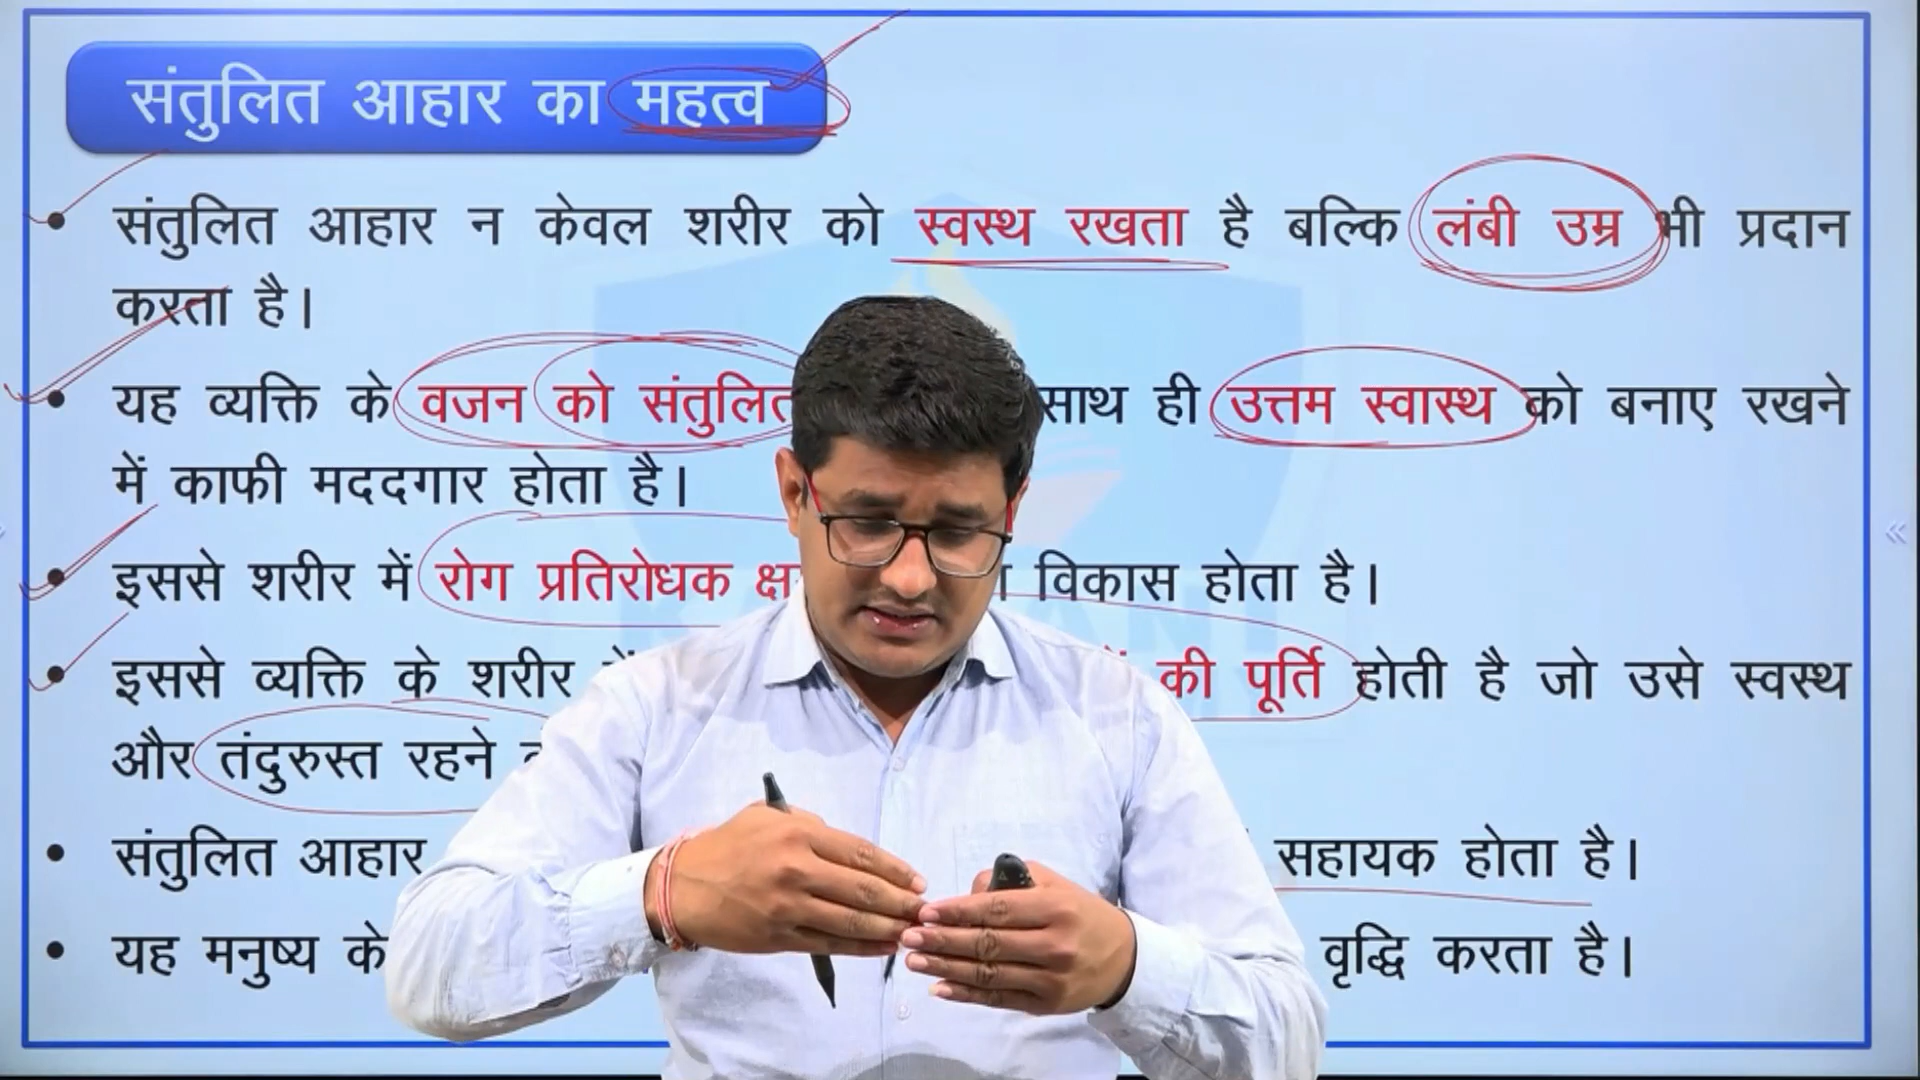 संतुलित आहार का महत्व
• संतुलित आहार न केवल शरीर को स्वस्थ रखता है बल्कि लंबी उम्र भी प्रदान
करता है।
• यह व्यक्ति के वजन को संतुलित साथ ही उत्तम स्वास्थ को बनाए रखने
में काफी मददगार होता है।
• इससे शरीर में रोग प्रतिरोधक विकास होता है।
• इससे व्यक्ति के शरीर की पूर्ति होती है जो उसे स्वस्थ
और तंदुरुस्त रहने
• संतुलित आहार सहायक होता है।
• यह मनुष्य के वृद्धि करता है।